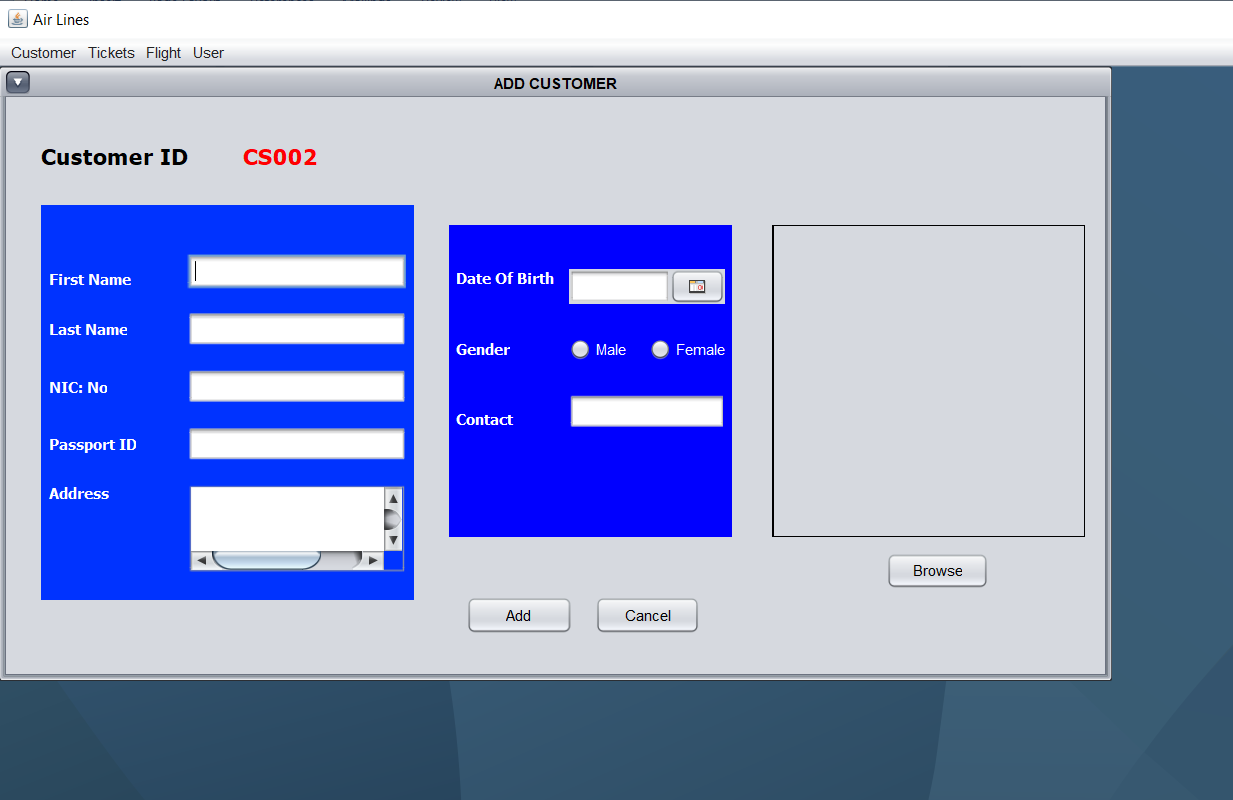 Air Lines
Customer Tickets Flight User
ADD CUSTOMER
Customer ID CS002
First Name
Last Name
NIC: No
Passport ID
Address
Date Of Birth
Gender Male Female
Contact
Browse
Add Cancel